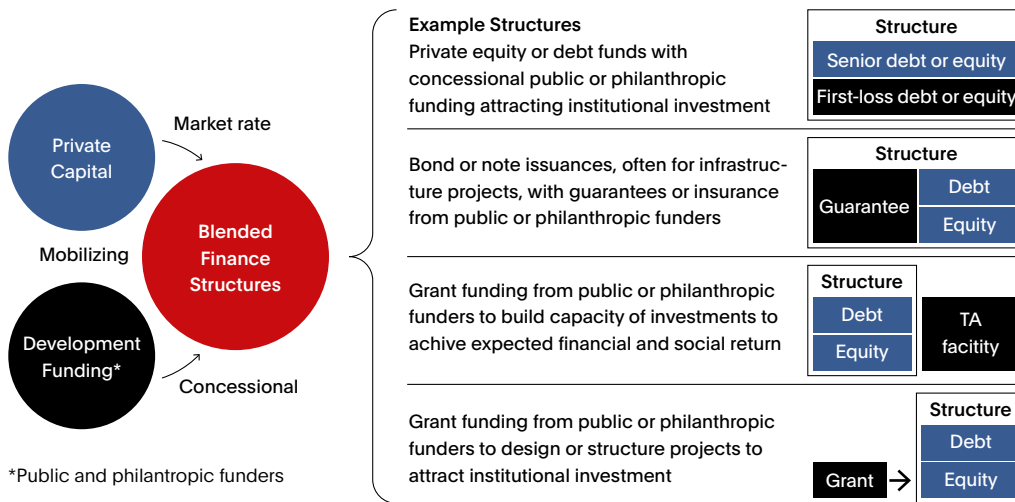 Private
Capital
Market rate
Mobilizing
Blended
Finance
Structures
Development
Funding*
Concessional
*Public and philantropic funders
Example Structures
Private equity or debt funds with
concessional public or philanthropic
funding attracting institutional investment
Structure
Senior debt or equity
First-loss debt or equity
Bond or note issuances, often for infrastruc-
ture projects, with guarantees or insurance
from public or philanthropic funders
Structure
Guarantee
Debt
Equity
Grant funding from public or philanthropic
funders to build capacity of investments to
achive expected financial and social return
Structure
Debt
Equity
TA
facitity
Grant funding from public or philanthropic
funders to design or structure projects to
attract institutional investment
Grant
Structure
Debt
Equity